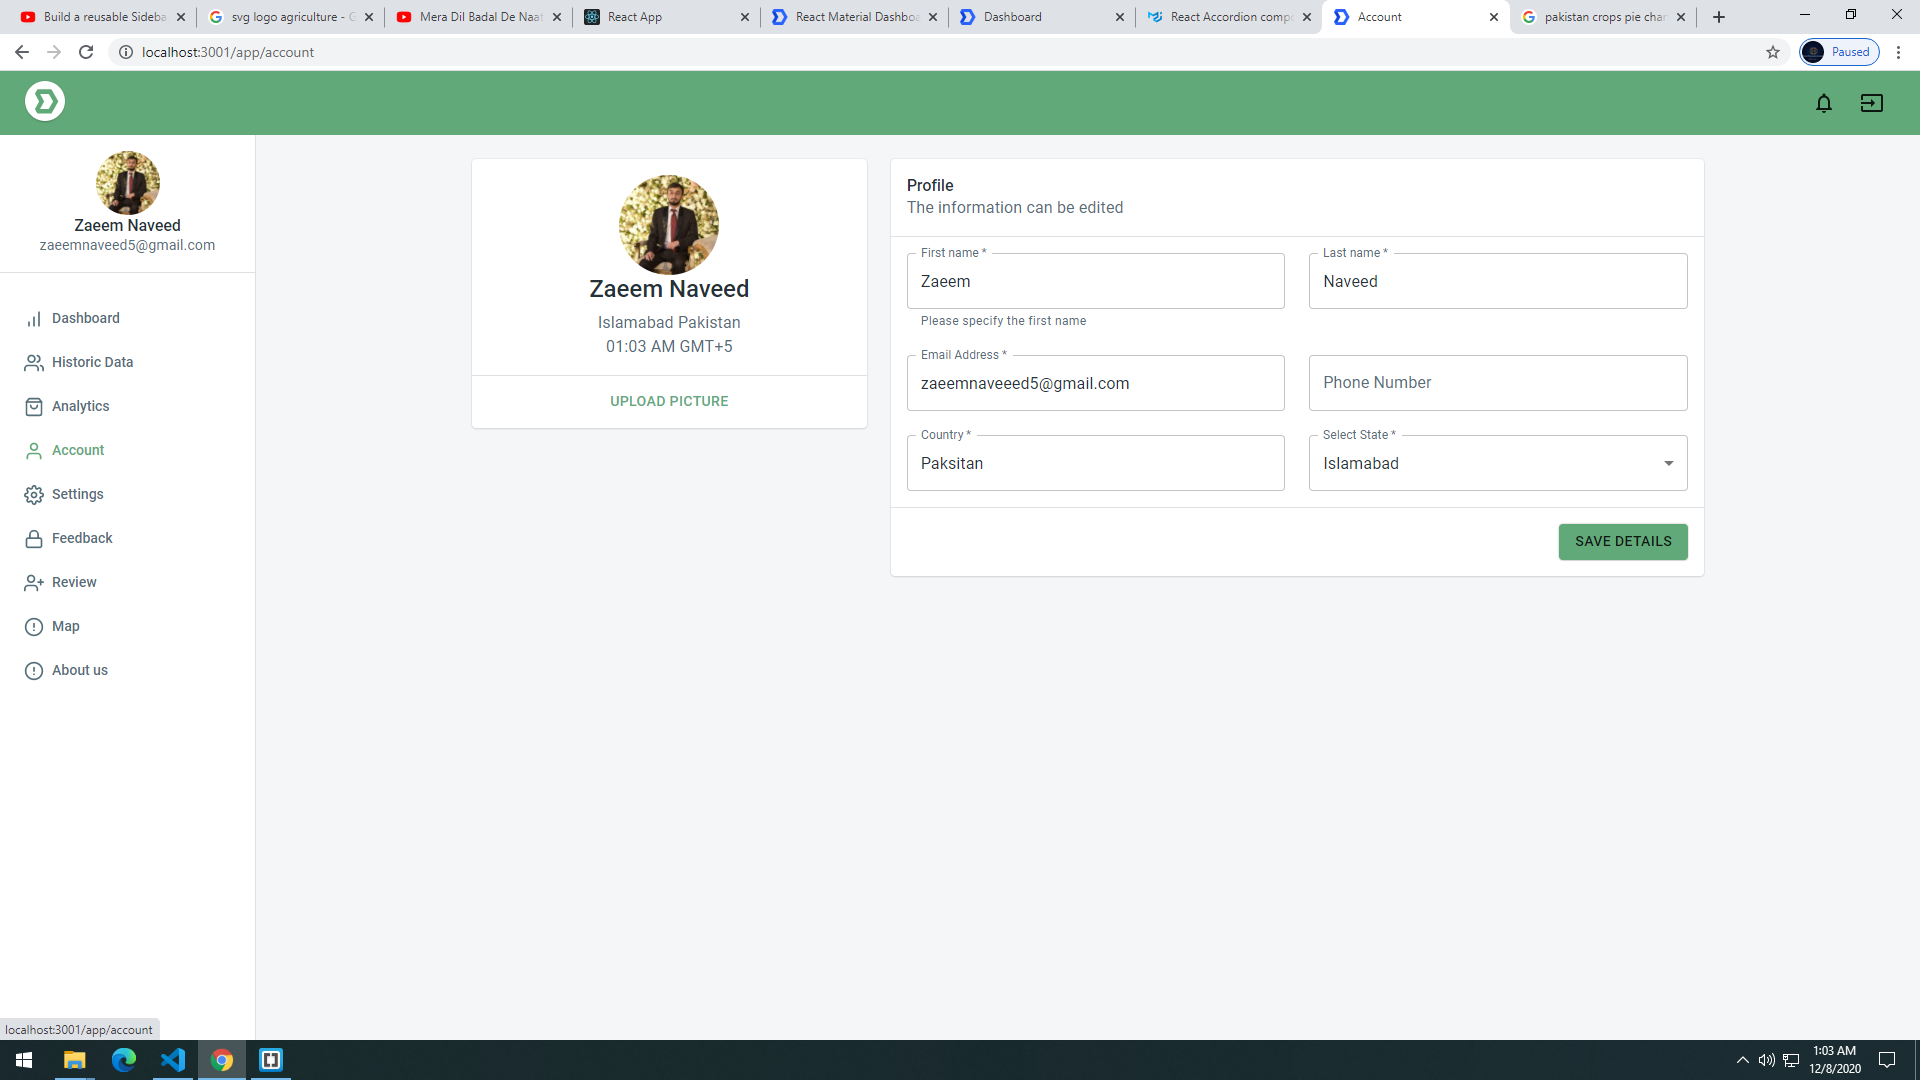 Build a reusable Sideba
svg logo agriculture - G
Mera Dil Badal De Naat
React App
React Material Dashboa
Dashboard
React Accordion compo
Account
pakistan crops pie char
localhost:3001/app/account
Paused
Zaeem Naveed
zaeemnaveed5@gmail.com
Dashboard
Historic Data
Analytics
Account
Settings
Feedback
Review
Map
About us
Zaeem Naveed
Islamabad Pakistan
01:03 AM GMT+5
UPLOAD PICTURE
Profile
The information can be edited
First name *
Zaeem
Please specify the first name
Last name *
Naveed
Email Address *
zaeemnaveeed5@gmail.com
Phone Number
Country *
Paksitan
Select State *
Islamabad
SAVE DETAILS
localhost:3001/app/account
1:03 AM
12/8/2020